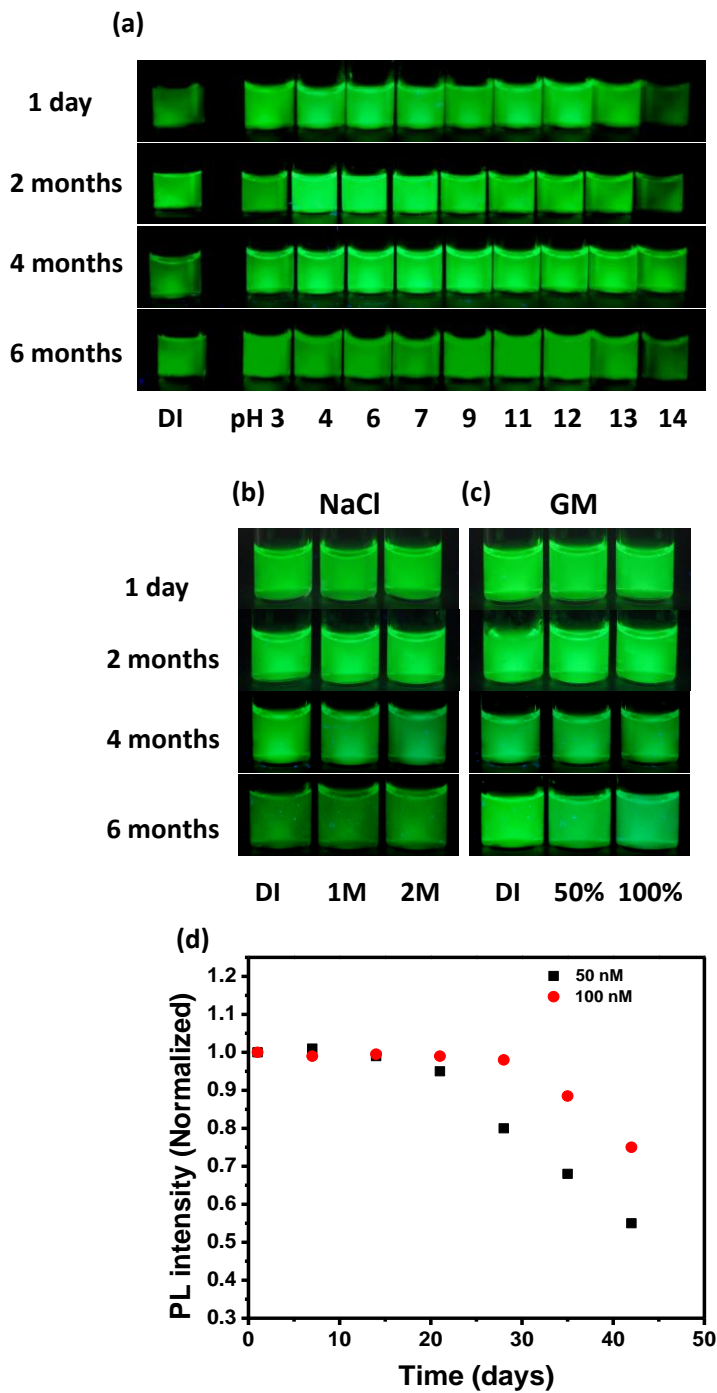 (a)
1 day
2 months
4 months
6 months
DI pH 3 4 6 7 9 11 12 13 14
(b) NaCl (c) GM
1 day
2 months
4 months
6 months
DI 1M 2M DI 50% 100%
(d)
50 nM
100 nM
1.2
1.1
1.0
0.9
0.8
0.7
0.6
0.5
0.4
0.3
PL intensity (Normalized)
0 10 20 30 40 50
Time (days)